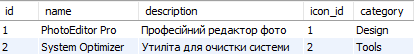 id name description icon_id category
1 PhotoEditor Pro Професійний редактор фото 1 Design
2 System Optimizer Утиліта для очистки системи 2 Tools